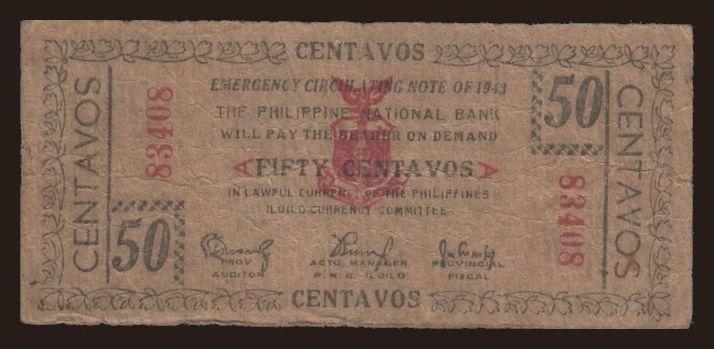 CENTAVOS
EMERGENCY CIRCULATING NOTE OF 1943
THE PHILIPPINE NATIONAL BANK
WILL PAY THE BEARER ON DEMAND
FIFTY CENTAVOS
IN LAWFUL CURRENCY OF THE PHILIPPINES
ILOILO CURRENCY COMMITTEE
CENTAVOS
83408
50
50
CENTAVOS
83408
PROV
AUDITOR
ACTG MANAGER
P. N. B. ILOILO
PROVINCIAL
FISCAL
CENTAVOS